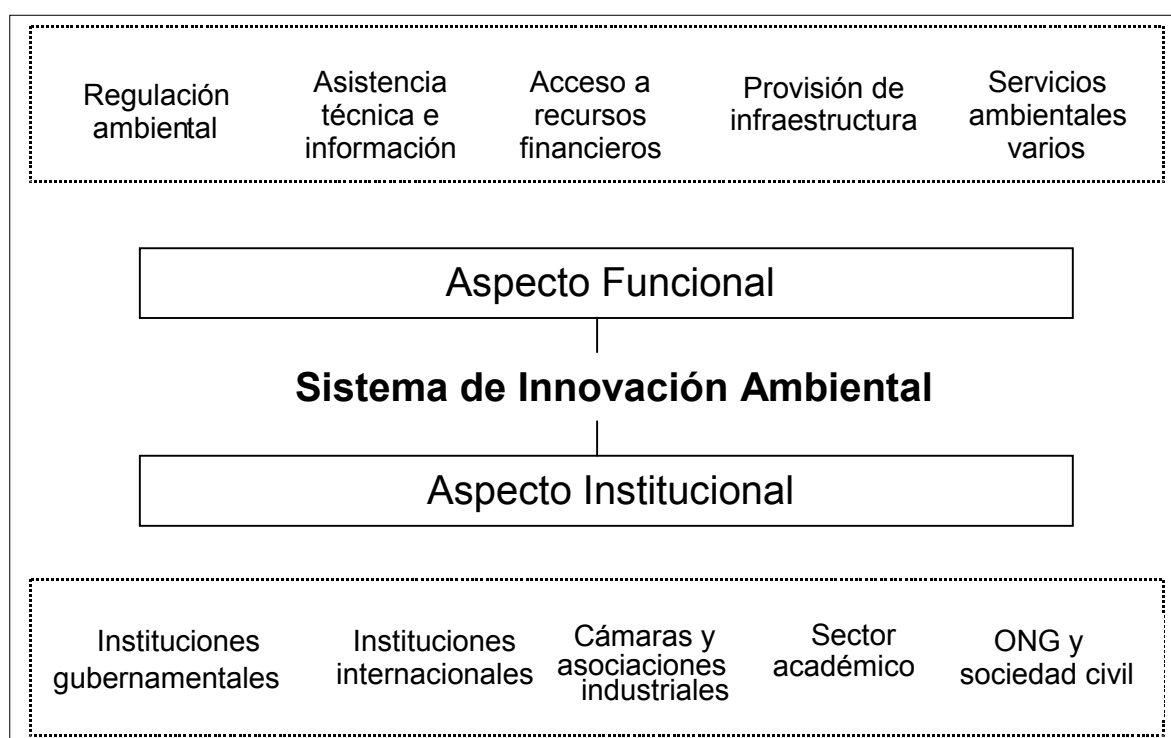 Regulación
ambiental
Asistencia
técnica e
información
Acceso a
recursos
financieros
Provisión de
infraestructura
Servicios
ambientales
varios
Aspecto Funcional
Sistema de Innovación Ambiental
Aspecto Institucional
Instituciones
gubernamentales
Instituciones
internacionales
Cámaras y
asociaciones
industriales
Sector
académico
ONG y
sociedad civil